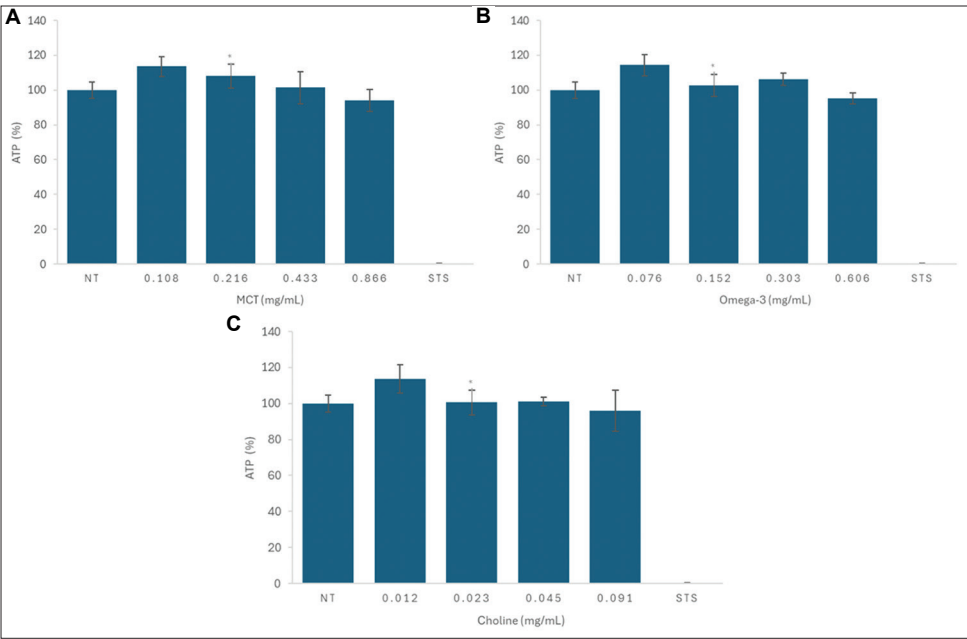 A
140
120
100
80
60
40
20
0
ATP (%)
*
NT 0.108 0.216 0.433 0.866 STS
MCT (mg/mL)
B
140
120
100
80
60
40
20
0
ATP (%)
*
NT 0.076 0.152 0.303 0.606 STS
Omega-3 (mg/mL)
C
140
120
100
80
60
40
20
0
ATP (%)
*
NT 0.012 0.023 0.045 0.091 STS
Choline (mg/mL)